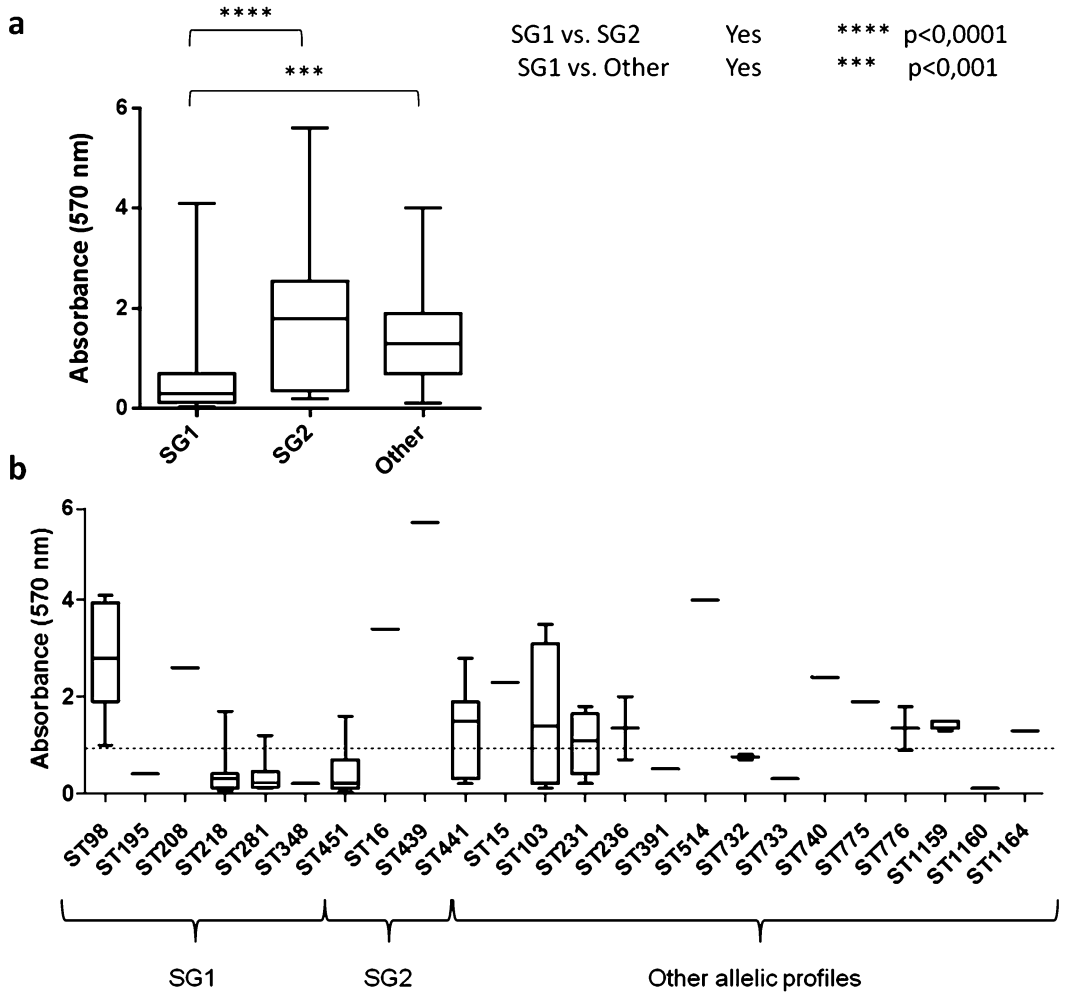 a
****
***
SG1 vs. SG2 Yes **** p<0,0001
SG1 vs. Other Yes *** p<0,001
Absorbance (570 nm)
6
4
2
0
SG1
SG2
Other
b
Absorbance (570 nm)
6
4
2
0
ST98
ST195
ST208
ST218
ST281
ST348
ST451
ST16
ST439
ST441
ST15
ST103
ST231
ST236
ST391
ST514
ST732
ST733
ST740
ST775
ST776
ST1159
ST1160
ST1164
SG1
SG2
Other allelic profiles